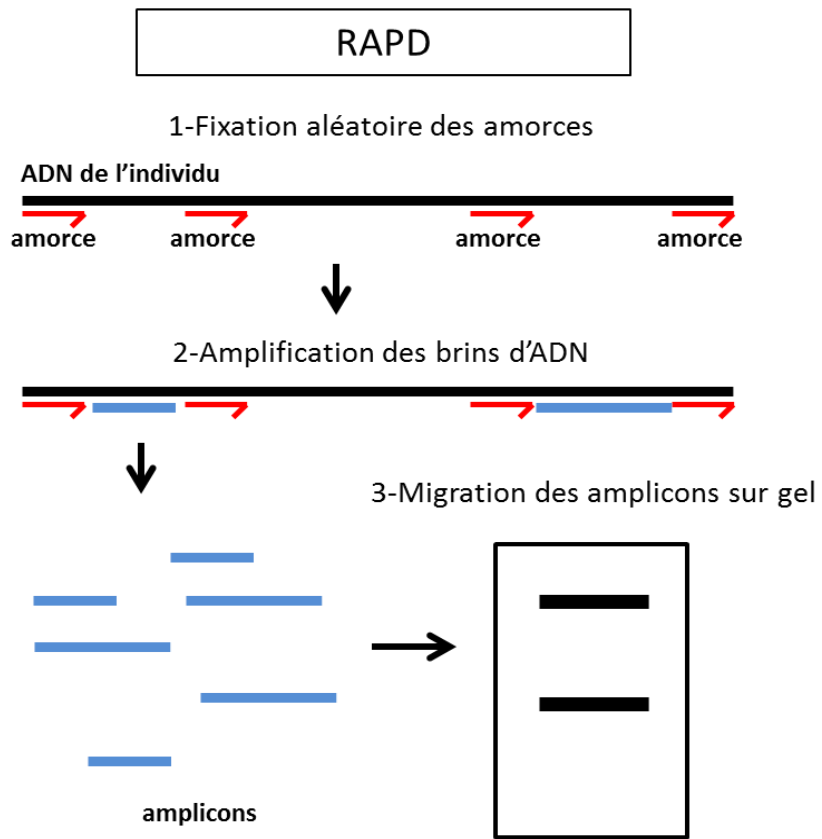 RAPD
1-Fixation aléatoire des amorces
ADN de l’individu
amorce amorce amorce amorce
2-Amplification des brins d’ADN
3-Migration des amplicons sur gel
amplicons